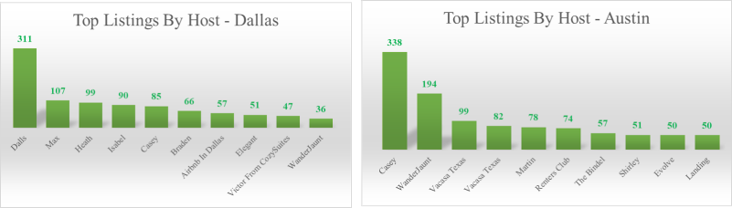 Top Listings By Host - Dallas
311
107
99
90
85
66
57
51
47
36
Dalls
Max
Heath
Isabel
Casey
Braden
Airbnb In Dallas
Elegant
Victor From CozySuites
WanderJaunt
Top Listings By Host - Austin
338
194
99
82
78
74
57
51
50
50
Casey
WanderJaunt
Vacasa Texas
Vacasa Texas
Martin
Renters Club
The Bindel
Shirley
Evolve
Landing